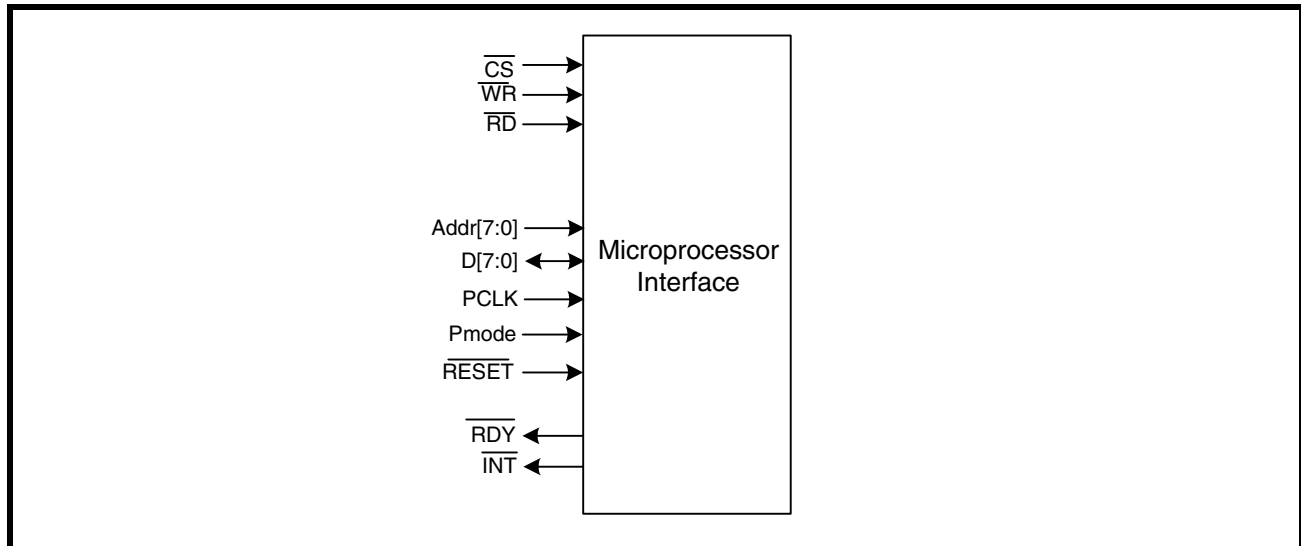 CS
WR
RD
Addr[7:0]
D[7:0]
PCLK
Pmode
RESET
RDY
INT
Microprocessor
Interface